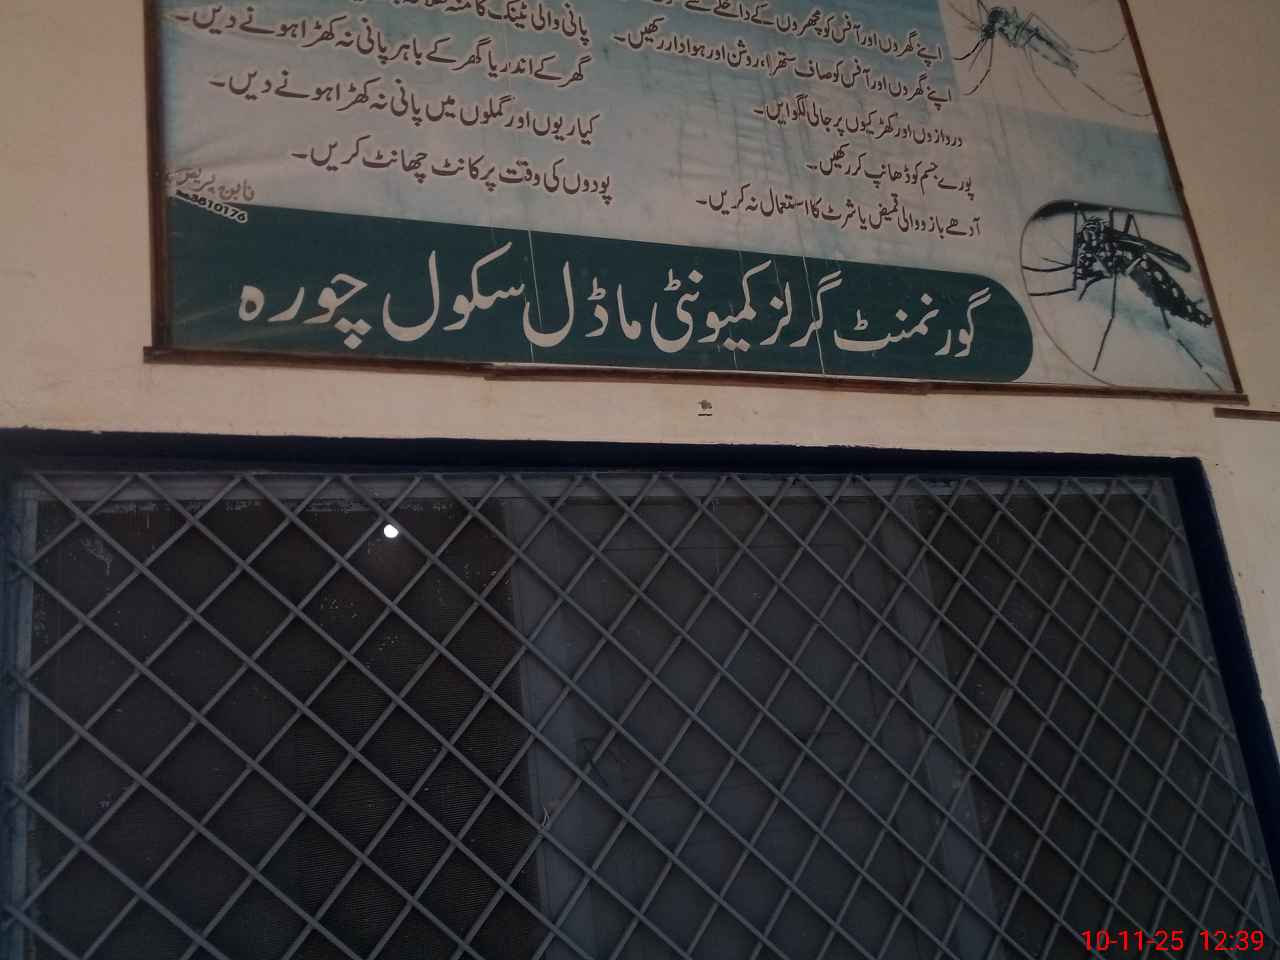 اپنے گھروں اور آفس کو مچھروں کے داخلے سے
اپنے گھروں اور آفس کو صاف ستھرا، روشن اور ہوادار رکھیں۔
دروازوں اور کھڑکیوں پر جالی لگوایں۔
پورے جسم کو ڈھانپ کر رکھیں۔
آدھے بازو والی قمیض یا شرٹ کا استعمال نہ کریں۔
پانی والی ٹینک کا منہ
گھر کے اندر یا گھر کے باہر پانی نہ کھڑا ہونے دیں۔
کیاریوں اور گملوں میں پانی نہ کھڑا ہونے دیں۔
پودوں کی وقت پر کانٹ چھانٹ کریں۔
3610176
گورنمنٹ گرلز کمیونٹی ماڈل سکول چورہ
10-11-25 12:39